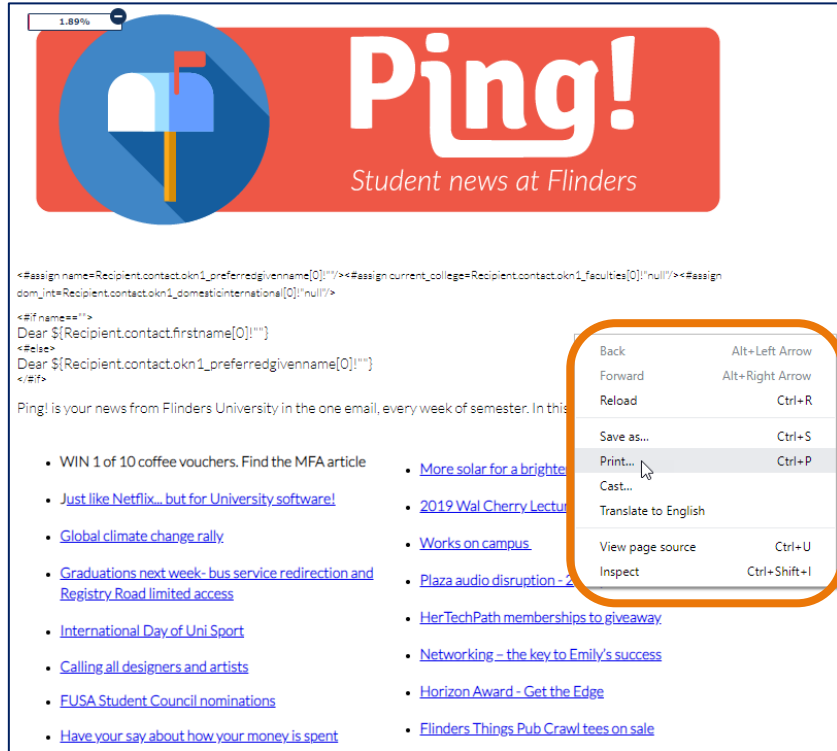 1.89%
Ping!
Student news at Flinders
<#assign name=Recipient.contact.okn1_preferredgivenname[0]!""/><#assign current_college=Recipient.contact.okn1_faculties[0]!"null"/><#assign
dom_int=Recipient.contact.okn1_domesticinternational[0]!"null"/>
<#if name=="">
Dear ${Recipient.contact.firstname[0]!""}
<#else>
Dear ${Recipient.contact.okn1_preferredgivenname[0]!""}
</#if>
Ping! is your news from Flinders University in the one email, every week of semester. In this
• WIN 1 of 10 coffee vouchers. Find the MFA article
• Just like Netflix... but for University software!
• Global climate change rally
• Graduations next week- bus service redirection and
Registry Road limited access
• International Day of Uni Sport
• Calling all designers and artists
• FUSA Student Council nominations
• Have your say about how your money is spent
• More solar for a brighte
• 2019 Wal Cherry Lectu
• Works on campus
• Plaza audio disruption - 2
• HerTechPath memberships to giveaway
• Networking – the key to Emily's success
• Horizon Award - Get the Edge
• Flinders Things Pub Crawl tees on sale
Back Alt+Left Arrow
Forward Alt+Right Arrow
Reload Ctrl+R
Save as... Ctrl+S
Print... Ctrl+P
Cast...
Translate to English
View page source Ctrl+U
Inspect Ctrl+Shift+I